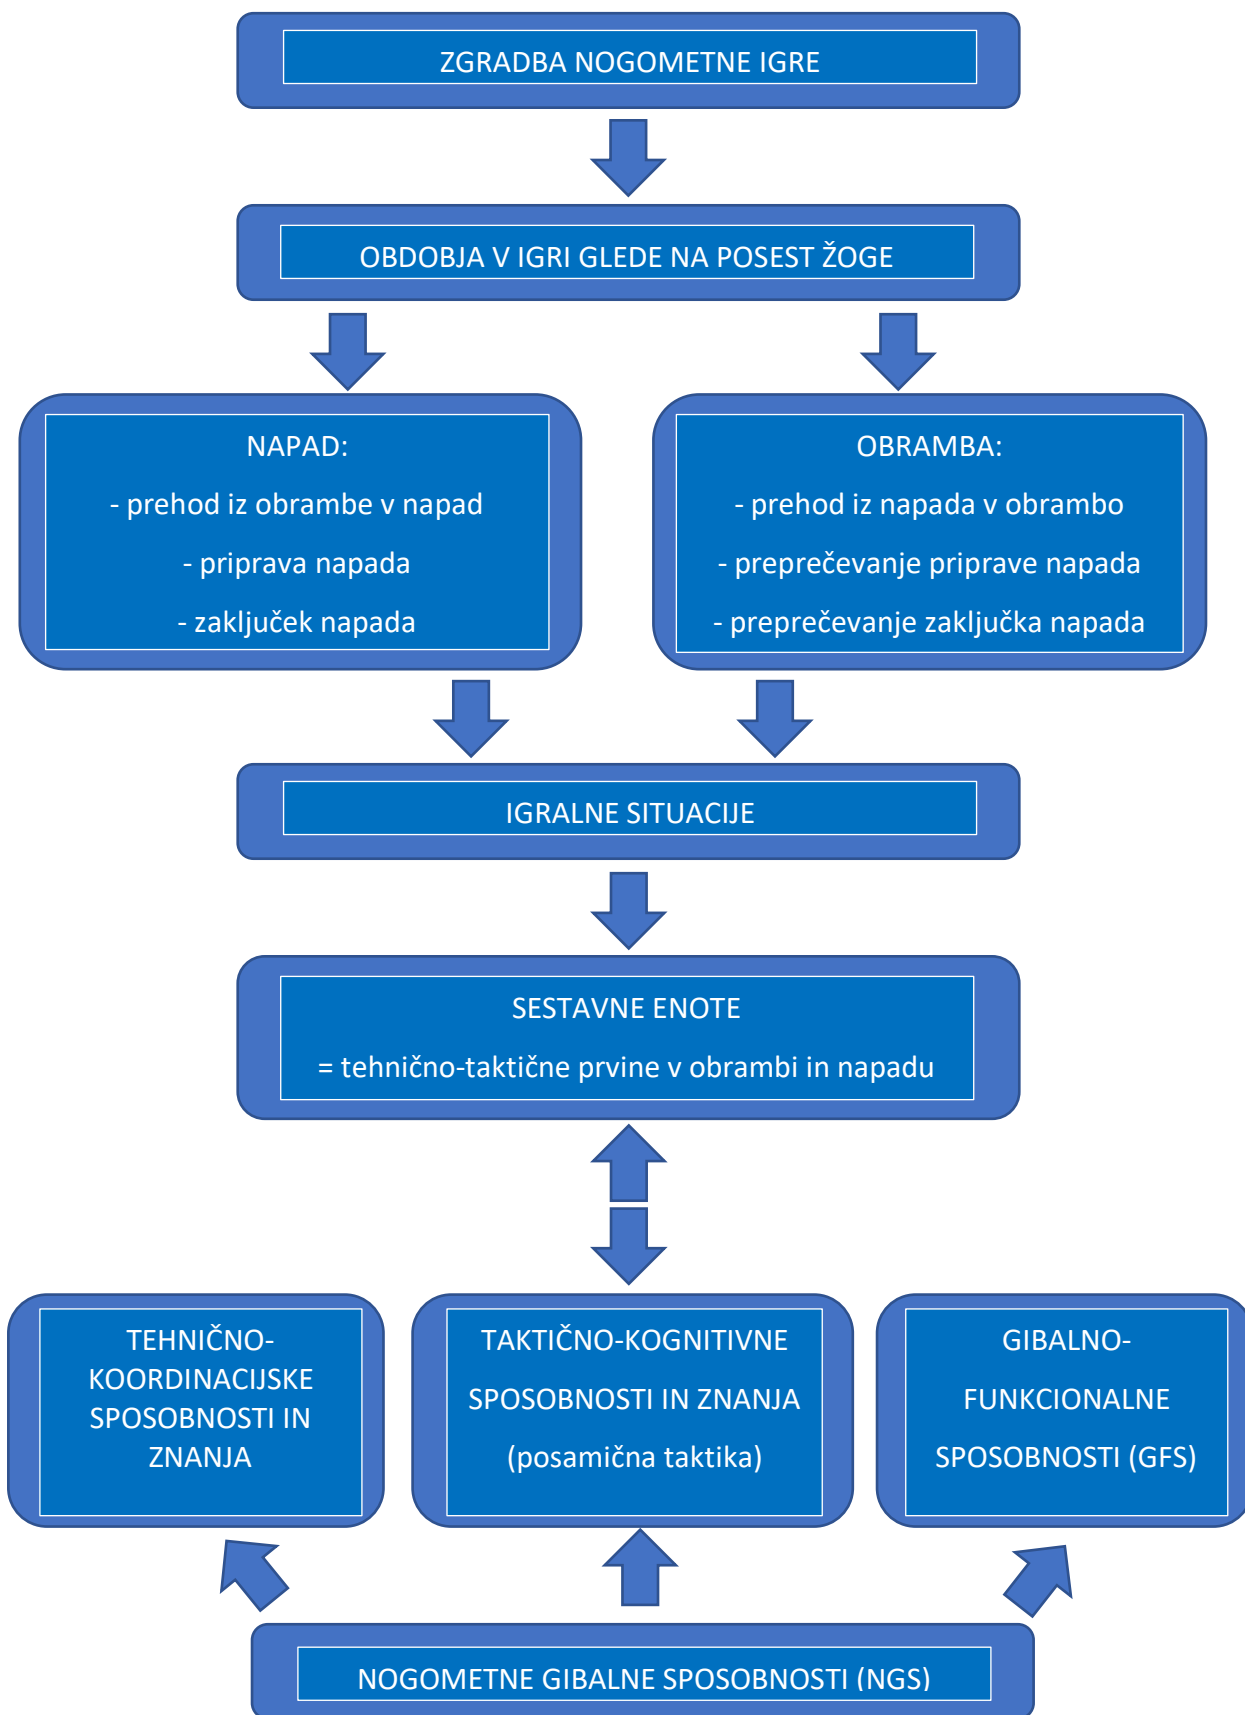 ZGRADBA NOGOMETNE IGRE
OBDOBJA V IGRI GLEDE NA POSEST ŽOGE
NAPAD:
- prehod iz obrambe v napad
- priprava napada
- zaključek napada
OBRAMBA:
- prehod iz napada v obrambo
- preprečevanje priprave napada
- preprečevanje zaključka napada
IGRALNE SITUACIJE
SESTAVNE ENOTE
= tehnično-taktične prvine v obrambi in napadu
TEHNIČNO-
KOORDINACIJSKE
SPOSOBNOSTI IN
ZNANJA
TAKTIČNO-KOGNITIVNE
SPOSOBNOSTI IN ZNANJA
(posamična taktika)
GIBALNO-
FUNKCIONALNE
SPOSOBNOSTI (GFS)
NOGOMETNE GIBALNE SPOSOBNOSTI (NGS)